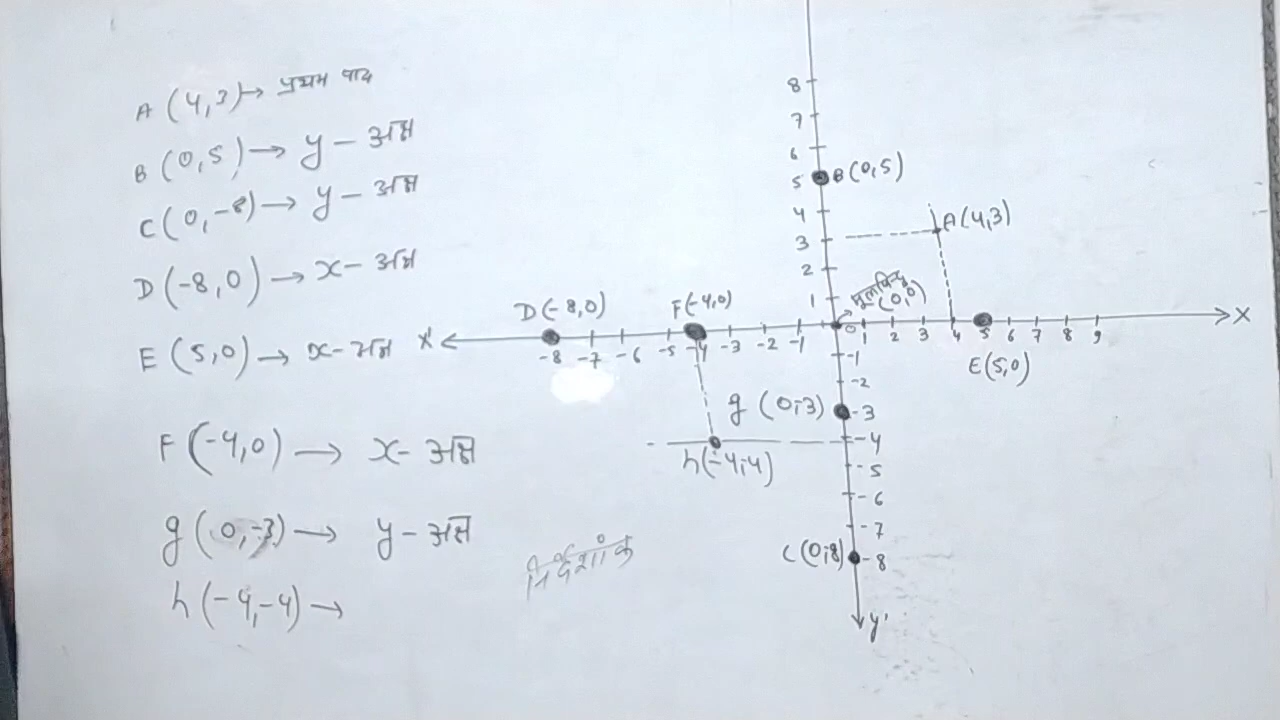 A (4,3) → प्रथम पाद
B (0,5) → y - अक्ष
C (0,-8) → y - अक्ष
D (-8,0) → x - अक्ष
E (5,0) → x - अक्ष
F (-4,0) → x - अक्ष
g (0,-3) → y - अक्ष
h (-4,-4) →
निर्देशांक
8
7
6
5 B(0,5)
4 A(4,3)
3
2
1 मूलबिन्दु (0,0)
D(-8,0) F(-4,0)
X' -8 -7 -6 -5 -4 -3 -2 -1 0 1 2 3 4 5 6 7 8 9 X
E(5,0)
-1
-2
g (0,-3) -3
-4
h(-4,-4)
-5
-6
-7
C (0,-8) -8
y'